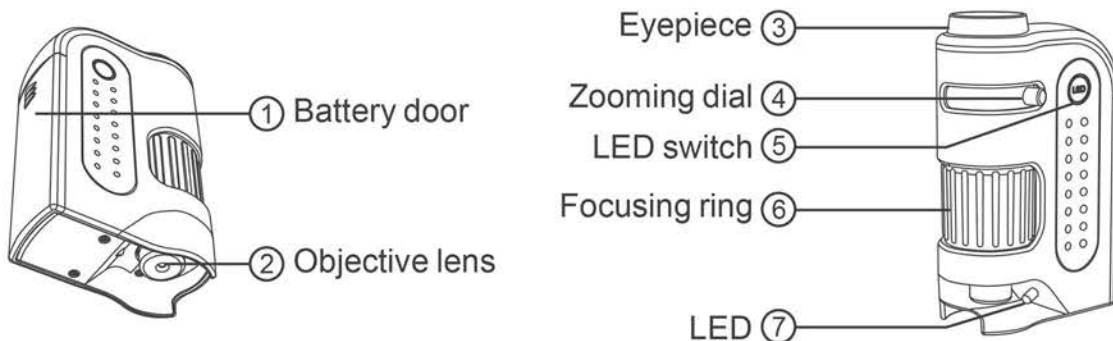 ① Battery door
② Objective lens
Eyepiece ③
Zooming dial ④
LED switch ⑤
Focusing ring ⑥
LED ⑦
LED